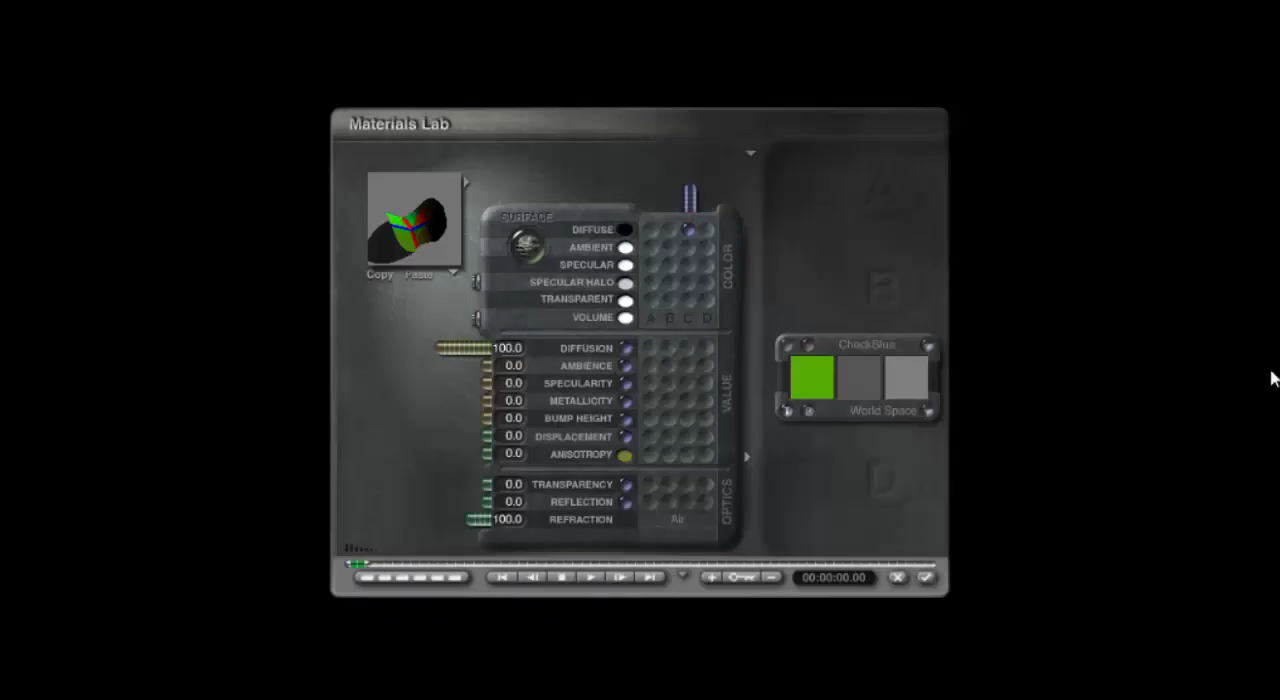 Materials Lab
Copy Paste
SURFACE
DIFFUSE
AMBIENT
SPECULAR
SPECULAR HALO
TRANSPARENT
VOLUME
A B C D
COLOR
100.0 DIFFUSION
0.0 AMBIENCE
0.0 SPECULARITY
0.0 METALLICITY
0.0 BUMP HEIGHT
0.0 DISPLACEMENT
0.0 ANISOTROPY
VALUE
0.0 TRANSPARENCY
0.0 REFLECTION
100.0 REFRACTION
Air
OPTICS
A
B
CheckBlue
World Space
D
00:00:00.00